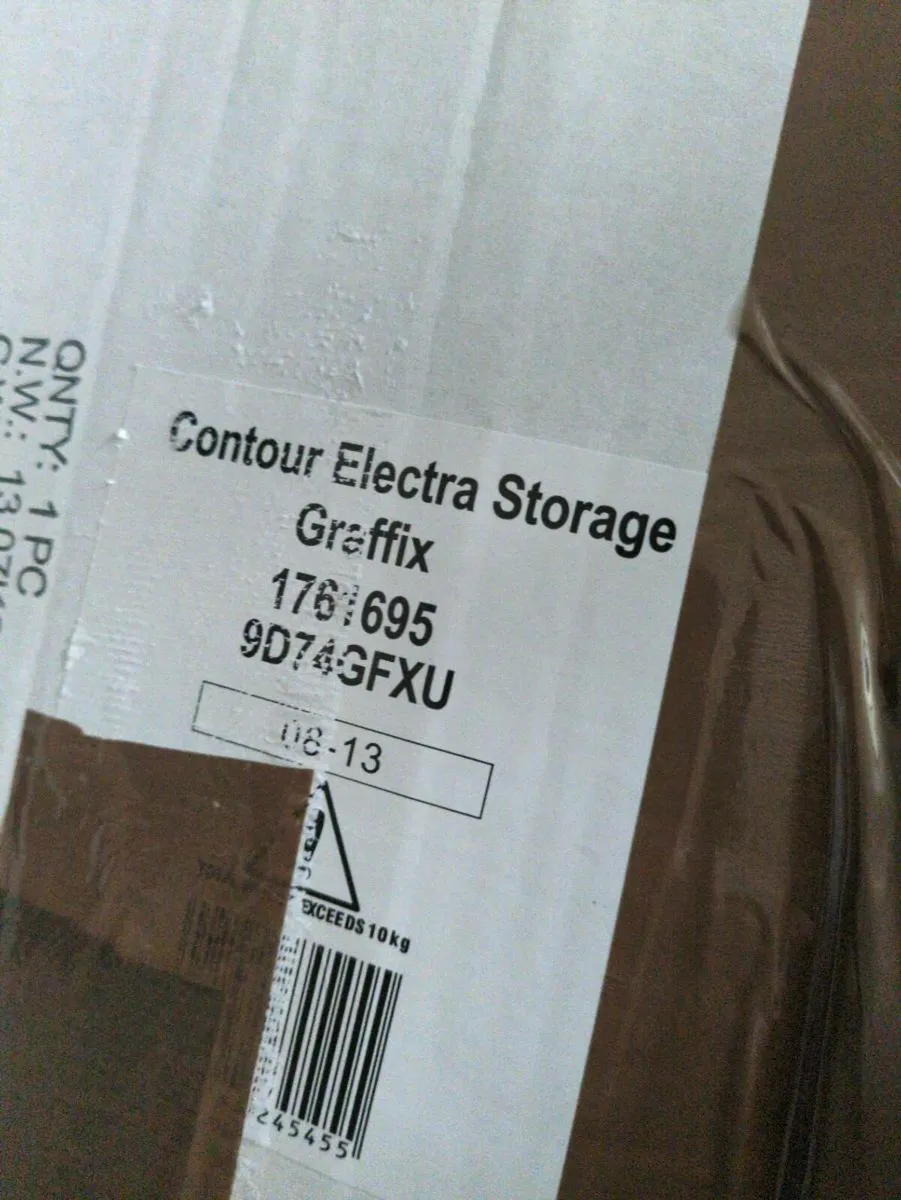 QNTY: 1 PC
N.W.:
Contour Electra Storage
Graffix
1761695
9D74GFXU
08-13
EXCEEDS 10kg
245455